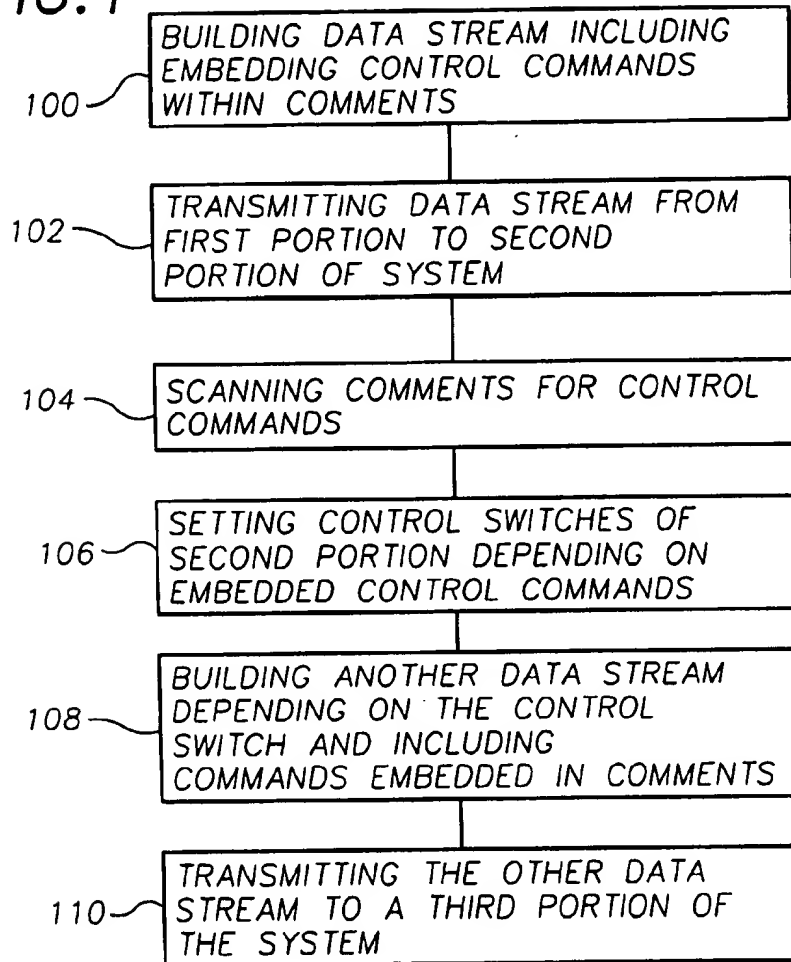 BUILDING DATA STREAM INCLUDING
EMBEDDING CONTROL COMMANDS
WITHIN COMMENTS
100
TRANSMITTING DATA STREAM FROM
FIRST PORTION TO SECOND
PORTION OF SYSTEM
102
SCANNING COMMENTS FOR CONTROL
COMMANDS
104
SETTING CONTROL SWITCHES OF
SECOND PORTION DEPENDING ON
EMBEDDED CONTROL COMMANDS
106
BUILDING ANOTHER DATA STREAM
DEPENDING ON THE CONTROL
SWITCH AND INCLUDING
COMMANDS EMBEDDED IN COMMENTS
108
TRANSMITTING THE OTHER DATA
STREAM TO A THIRD PORTION OF
THE SYSTEM
110